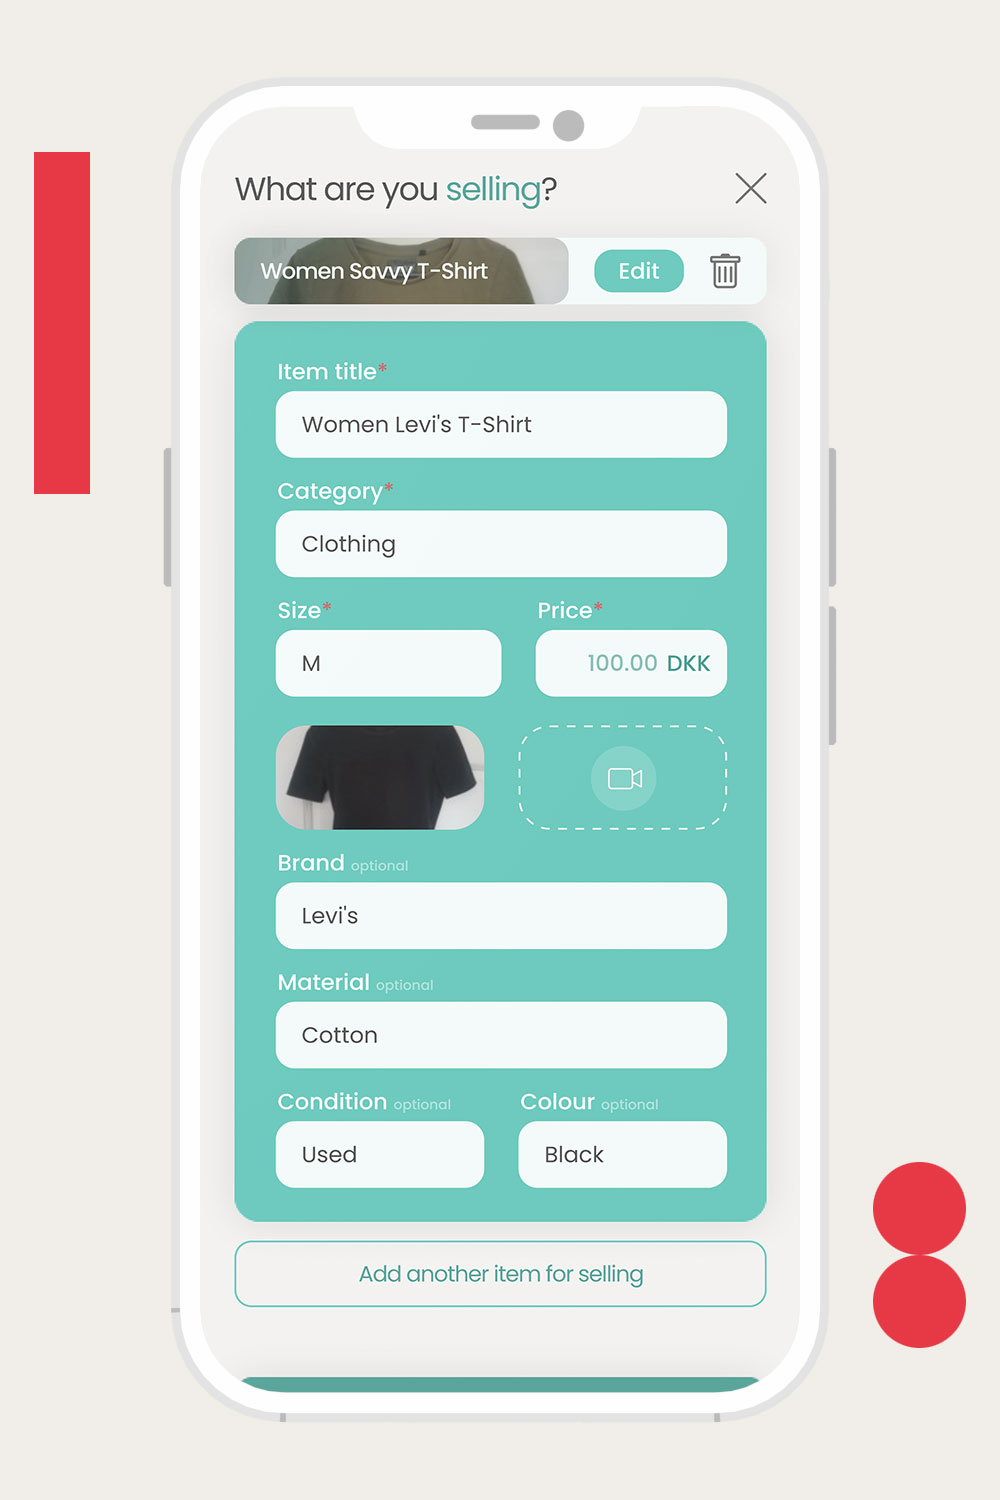 What are you selling?
Women Savvy T-Shirt
Edit
Item title*
Women Levi's T-Shirt
Category*
Clothing
Size* Price*
M 100.00 DKK
Brand optional
Levi's
Material optional
Cotton
Condition optional Colour optional
Used Black
Add another item for selling